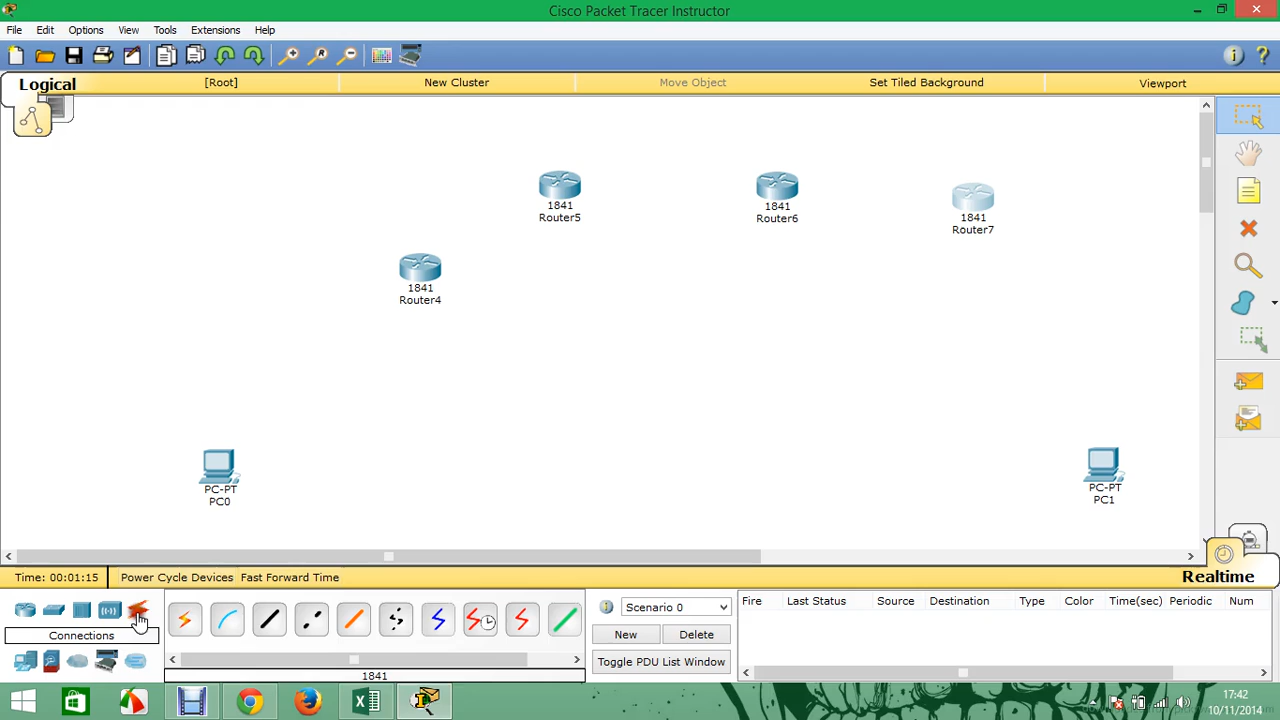 Cisco Packet Tracer Instructor
File Edit Options View Tools Extensions Help
Logical
[Root] New Cluster Move Object Set Tiled Background Viewport
1841
Router5
1841
Router6
1841
Router7
1841
Router4
PC-PT
PC0
PC-PT
PC1
Time: 00:01:15 Power Cycle Devices Fast Forward Time
Realtime
Connections
1841
Scenario 0
New Delete
Toggle PDU List Window
Fire Last Status Source Destination Type Color Time(sec) Periodic Num
17:42
10/11/2014